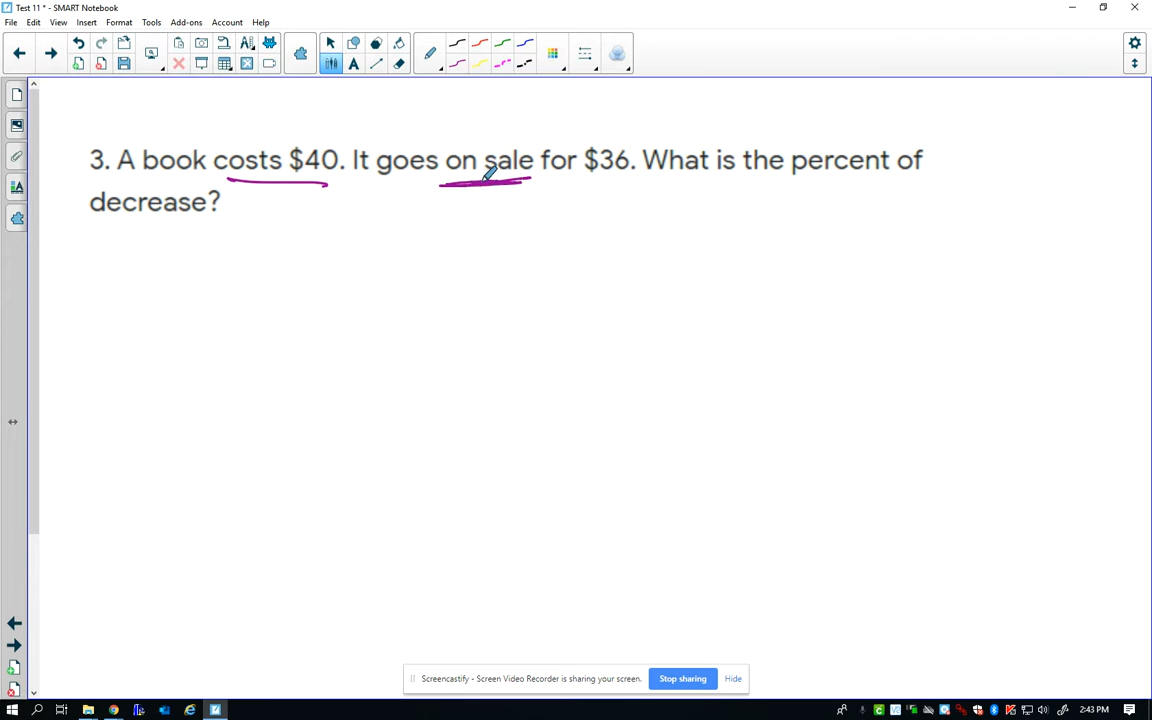 Test 11 * - SMART Notebook
File Edit View Insert Format Tools Add-ons Account Help
3. A book costs $40. It goes on sale for $36. What is the percent of
decrease?
Screencastify - Screen Video Recorder is sharing your screen. Stop sharing Hide
2:43 PM